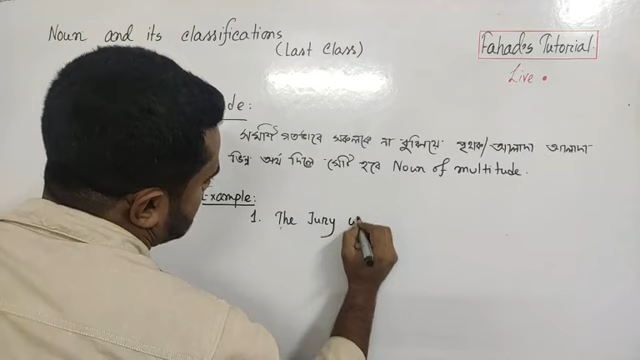 Noun and its classifications
(Last Class)
Fahades Tutorial
Live
de:
সমষ্টি গতভাবে সকলকে না বুঝিয়ে পৃথক/আলাদা আলাদা
ভিন্ন অর্থ দিলে সেটি হবে Noun of multitude.
Example:
1. The Jury